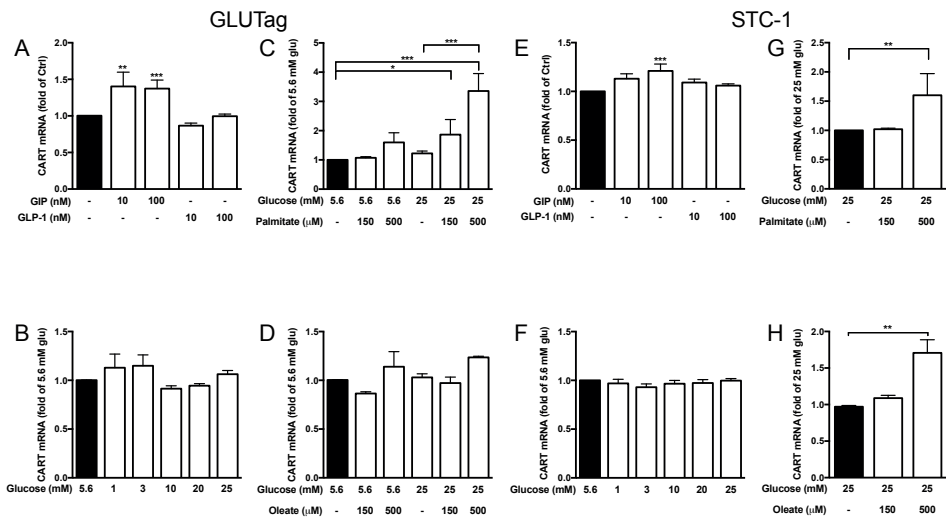 GLUTag
STC-1
A
CART mRNA (fold of Ctrl)
2.0
1.5
1.0
0.5
0.0
** ***
GIP (nM) - 10 100 - -
GLP-1 (nM) - - - 10 100
C
CART mRNA (fold of 5.6 mM glu)
5
4
3
2
1
0
***
***
*
Glucose (mM) 5.6 5.6 5.6 25 25 25
Palmitate (μM) - 150 500 - 150 500
E
CART mRNA (fold of Ctrl)
1.5
1.0
0.5
0.0
***
GIP (nM) - 10 100 - -
GLP-1 (nM) - - - 10 100
G
CART mRNA (fold of 25 mM glu)
2.0
1.5
1.0
0.5
0.0
**
Glucose (mM) 25 25 25
Palmitate (μM) - 150 500
B
CART mRNA (fold of 5.6 mM glu)
1.5
1.0
0.5
0.0
Glucose (mM) 5.6 1 3 10 20 25
D
CART mRNA (fold of 5.6 mM glu)
1.5
1.0
0.5
0.0
Glucose (mM) 5.6 5.6 5.6 25 25 25
Oleate (μM) - 150 500 - 150 500
F
CART mRNA (fold of 5.6 mM glu)
1.5
1.0
0.5
0.0
Glucose (mM) 5.6 1 3 10 20 25
H
CART mRNA (fold of 25 mM glu)
2.0
1.5
1.0
0.5
0.0
**
Glucose (mM) 25 25 25
Oleate (μM) - 150 500